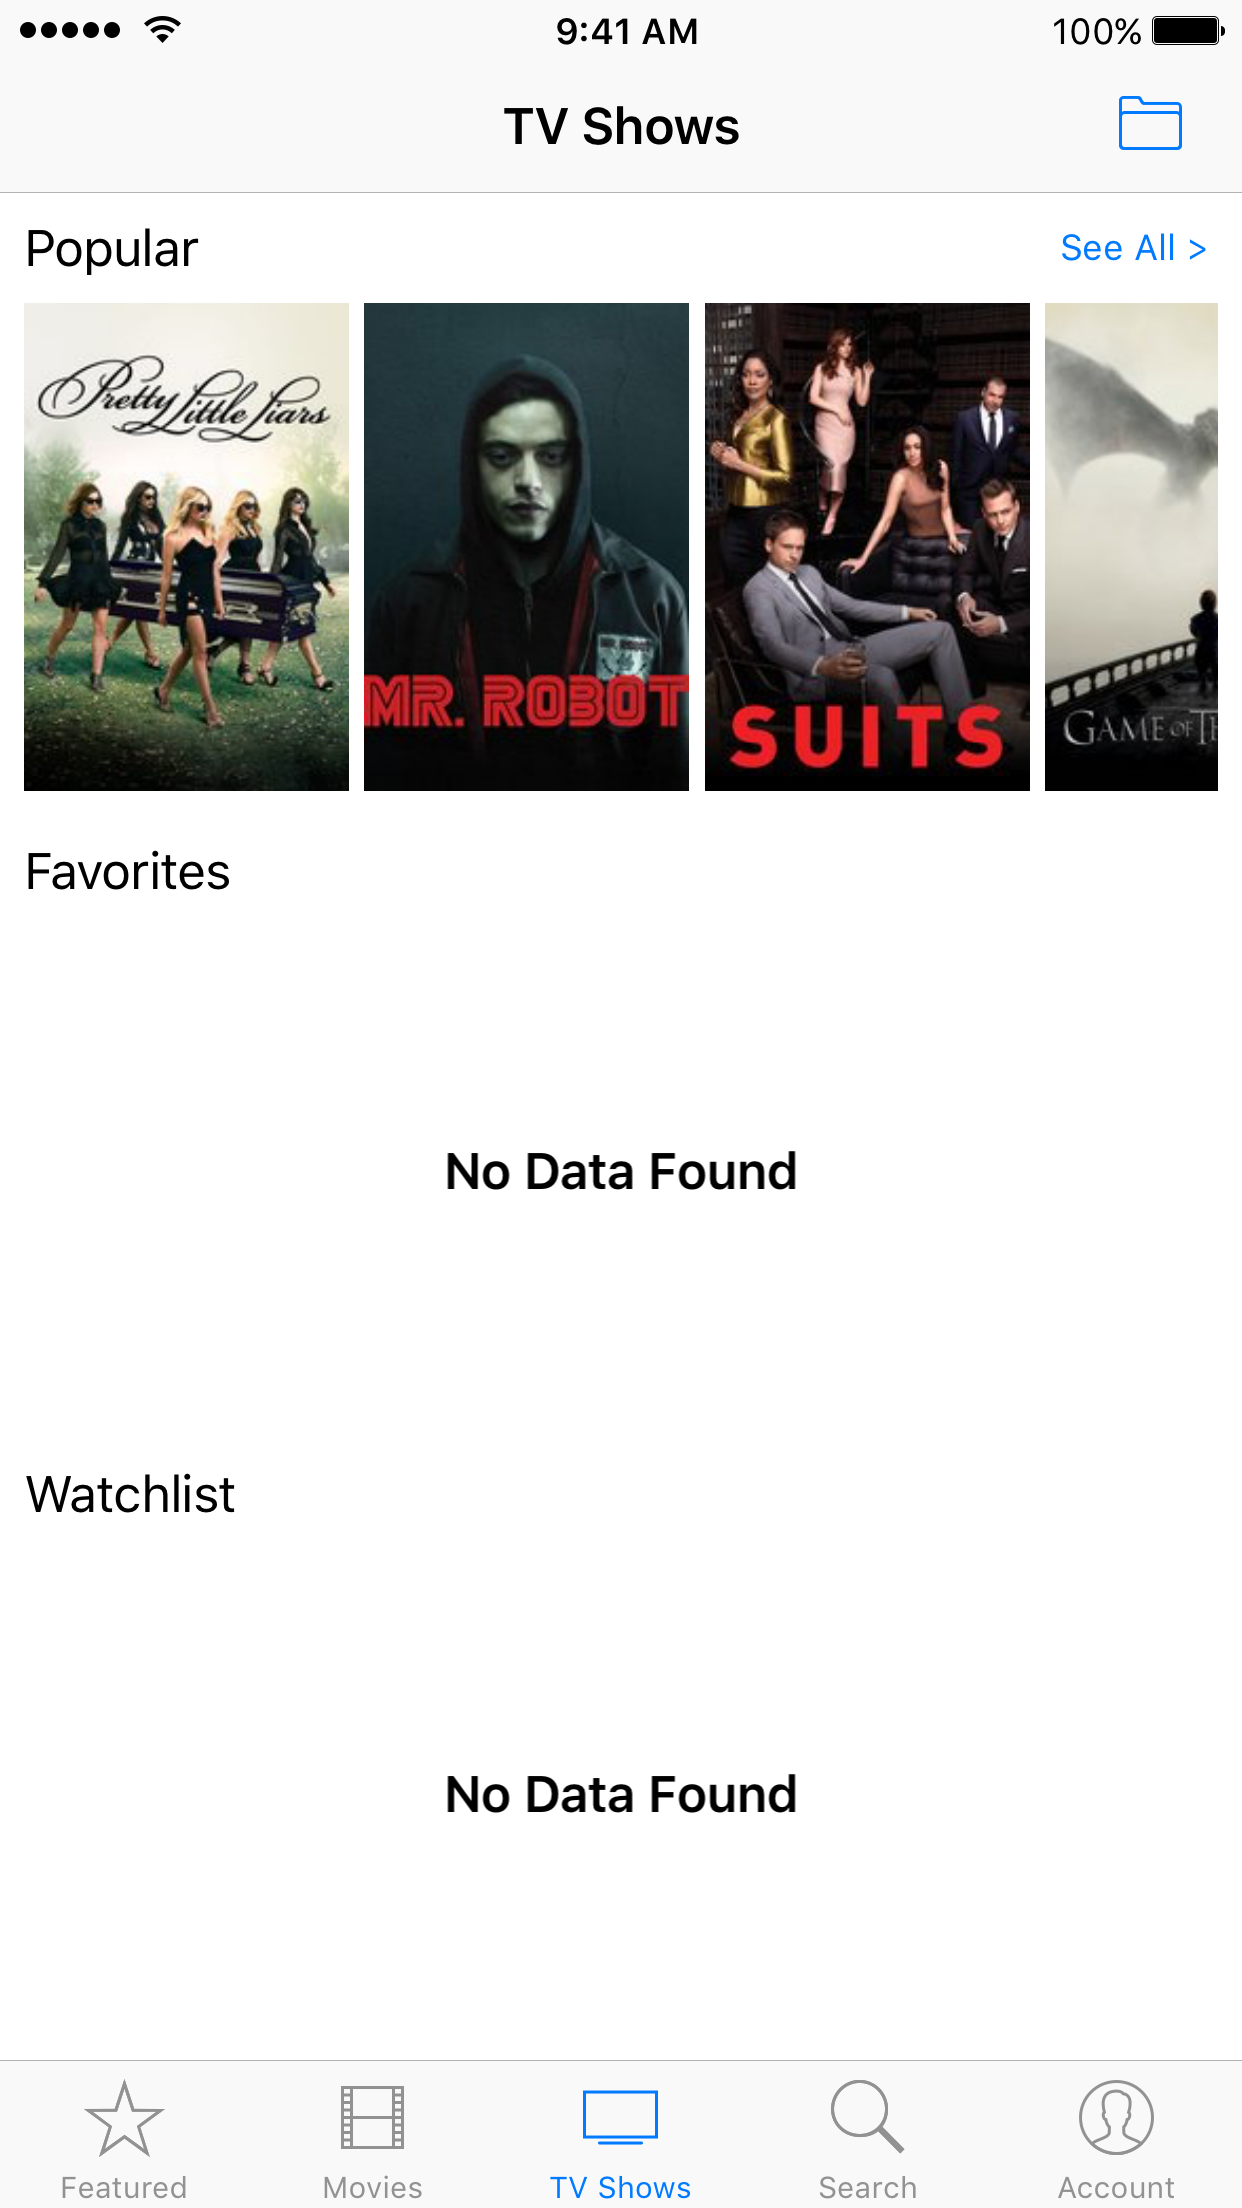 9:41 AM
100%
TV Shows
Popular
See All >
Pretty Little Liars
MR. ROBOT
SUITS
GAME OF TH
Favorites
No Data Found
Watchlist
No Data Found
Featured
Movies
TV Shows
Search
Account